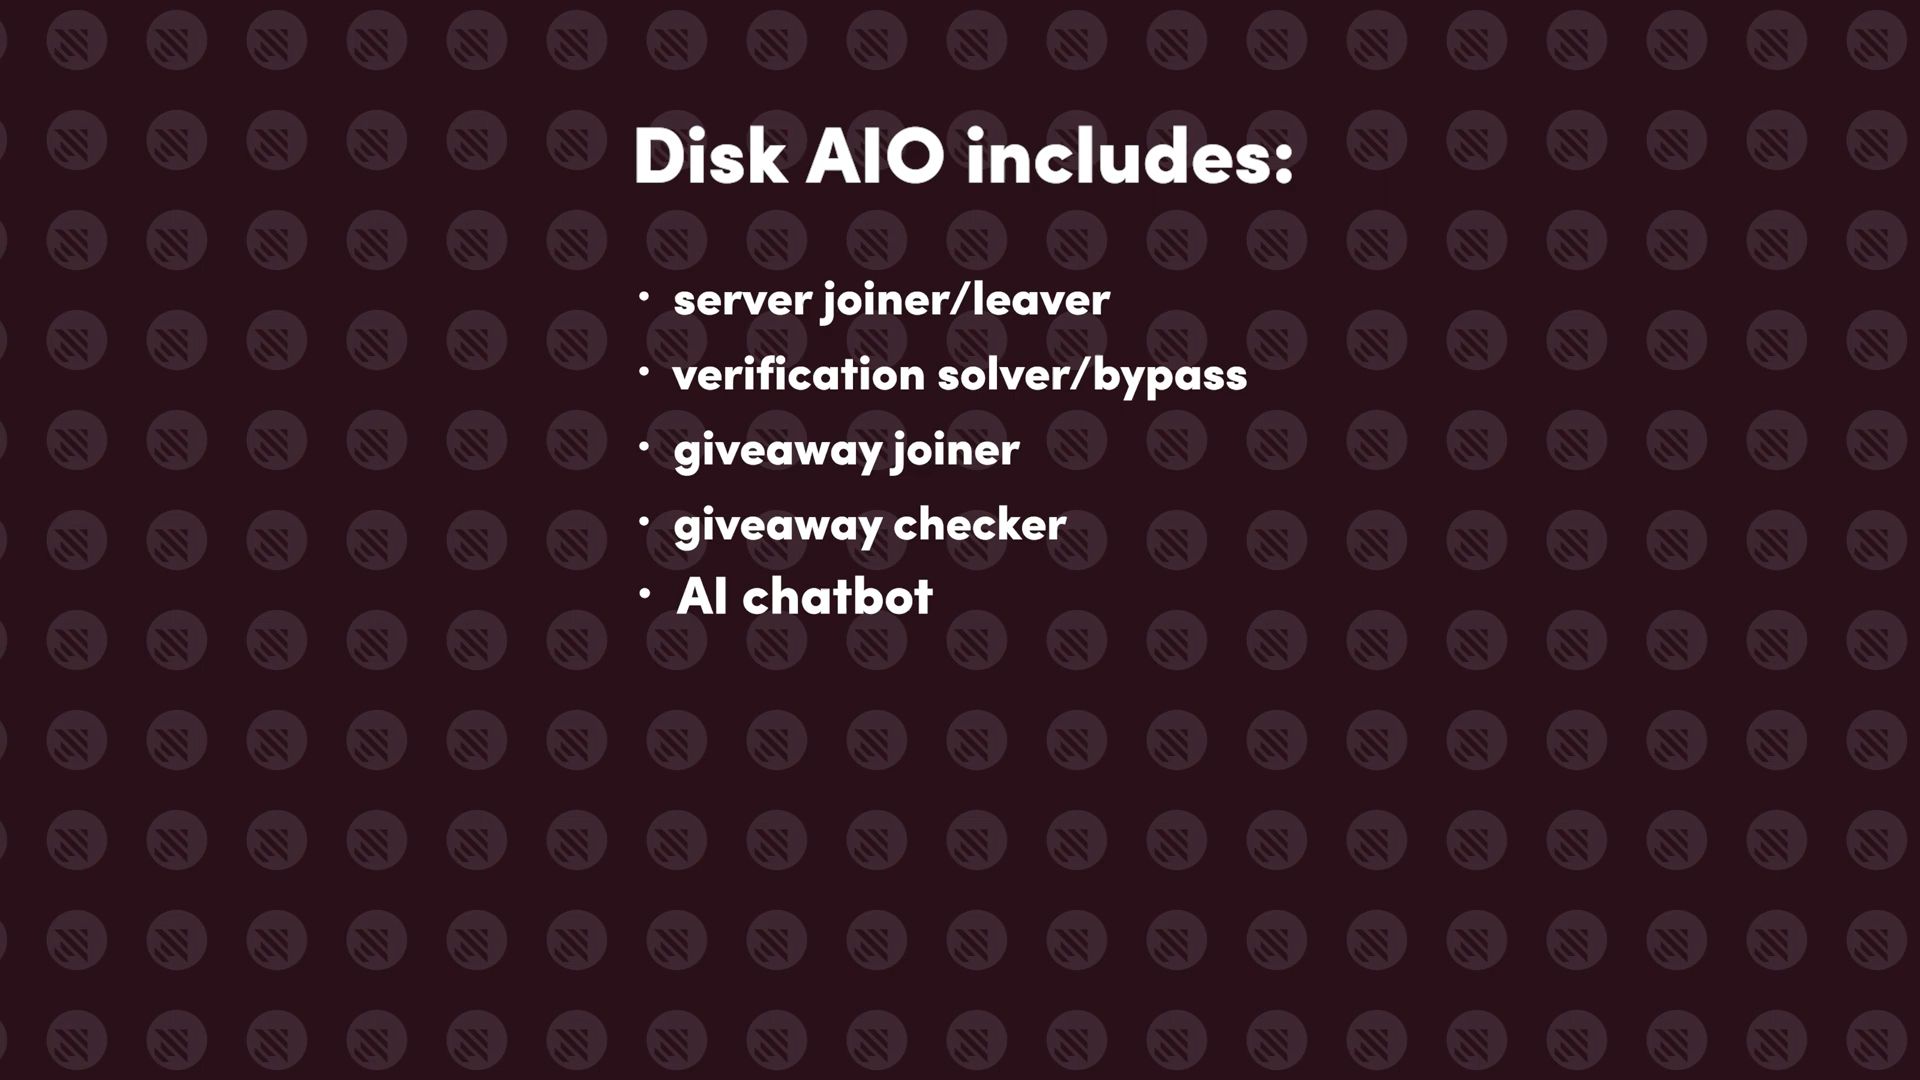 Disk AIO includes:
• server joiner/leaver
• verification solver/bypass
• giveaway joiner
• giveaway checker
• AI chatbot